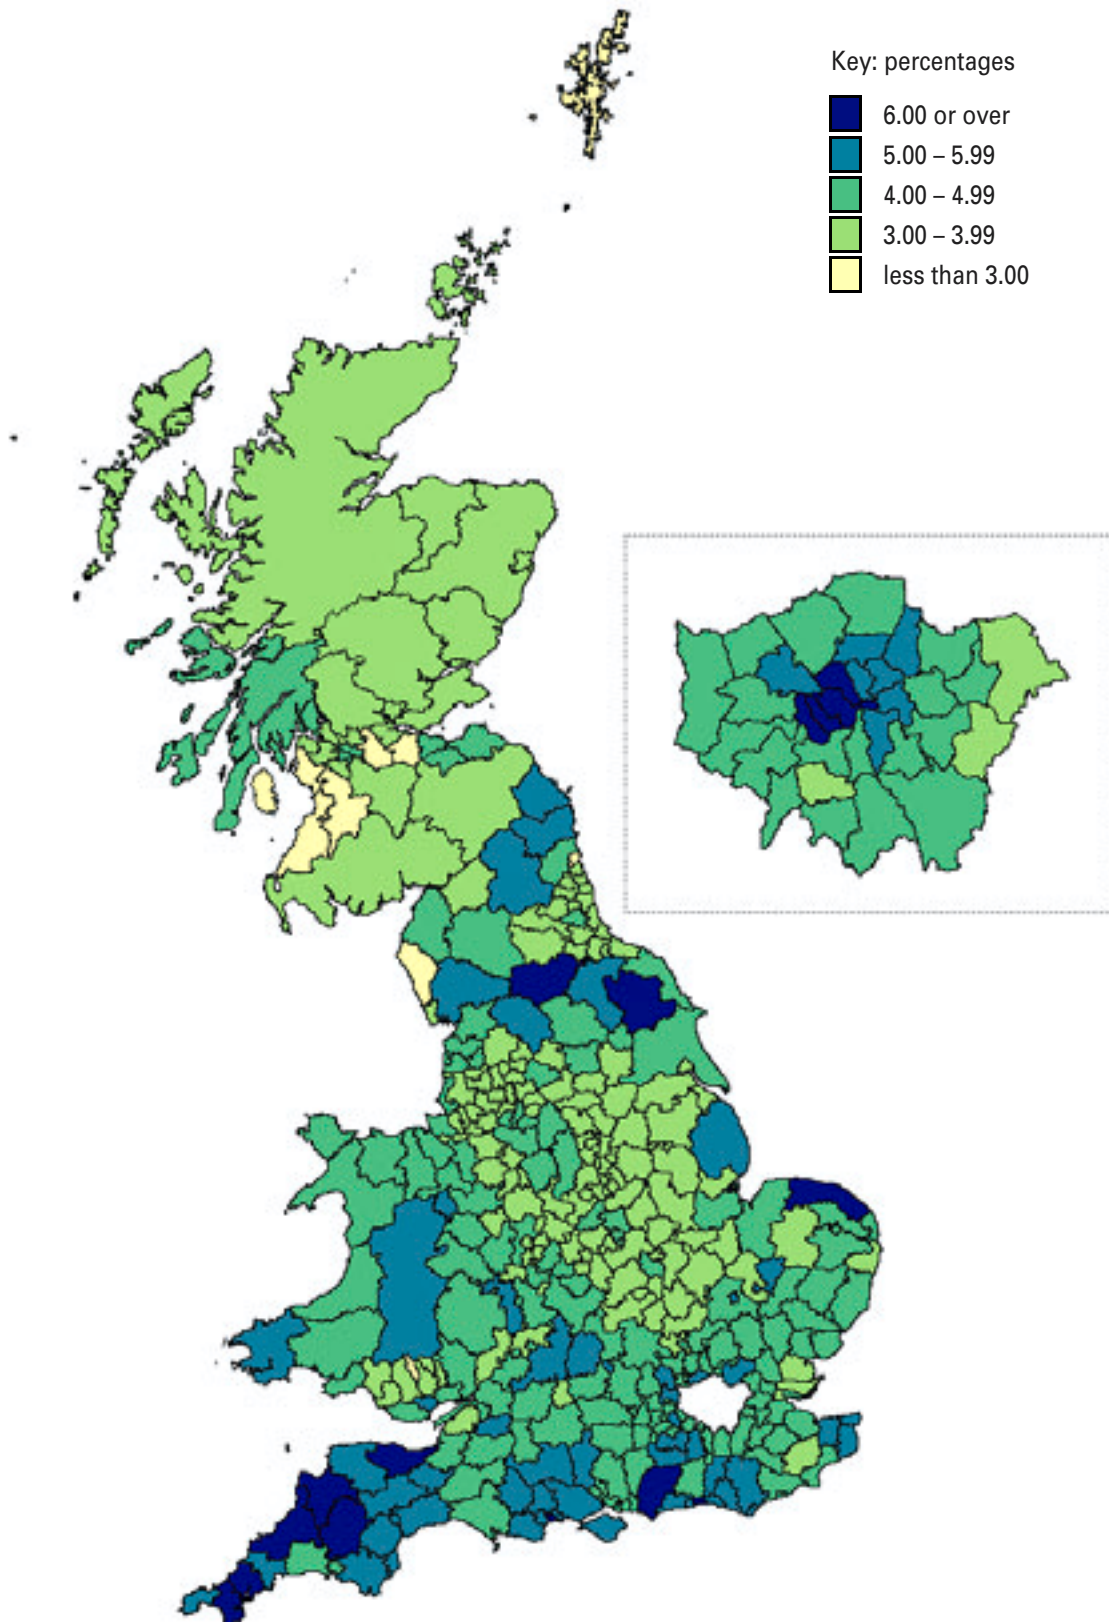 Key: percentages
6.00 or over
5.00 – 5.99
4.00 – 4.99
3.00 – 3.99
less than 3.00